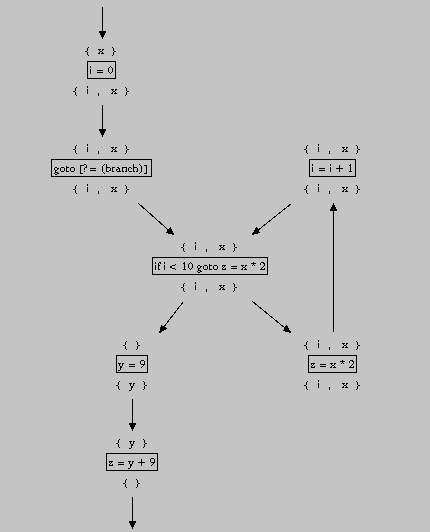 { x }
i = 0
{ i , x }
{ i , x }
goto [?= (branch)]
{ i , x }
{ i , x }
i = i + 1
{ i , x }
{ i , x }
if i < 10 goto z = x * 2
{ i , x }
{ }
y = 9
{ y }
{ i , x }
z = x * 2
{ i , x }
{ y }
z = y + 9
{ }